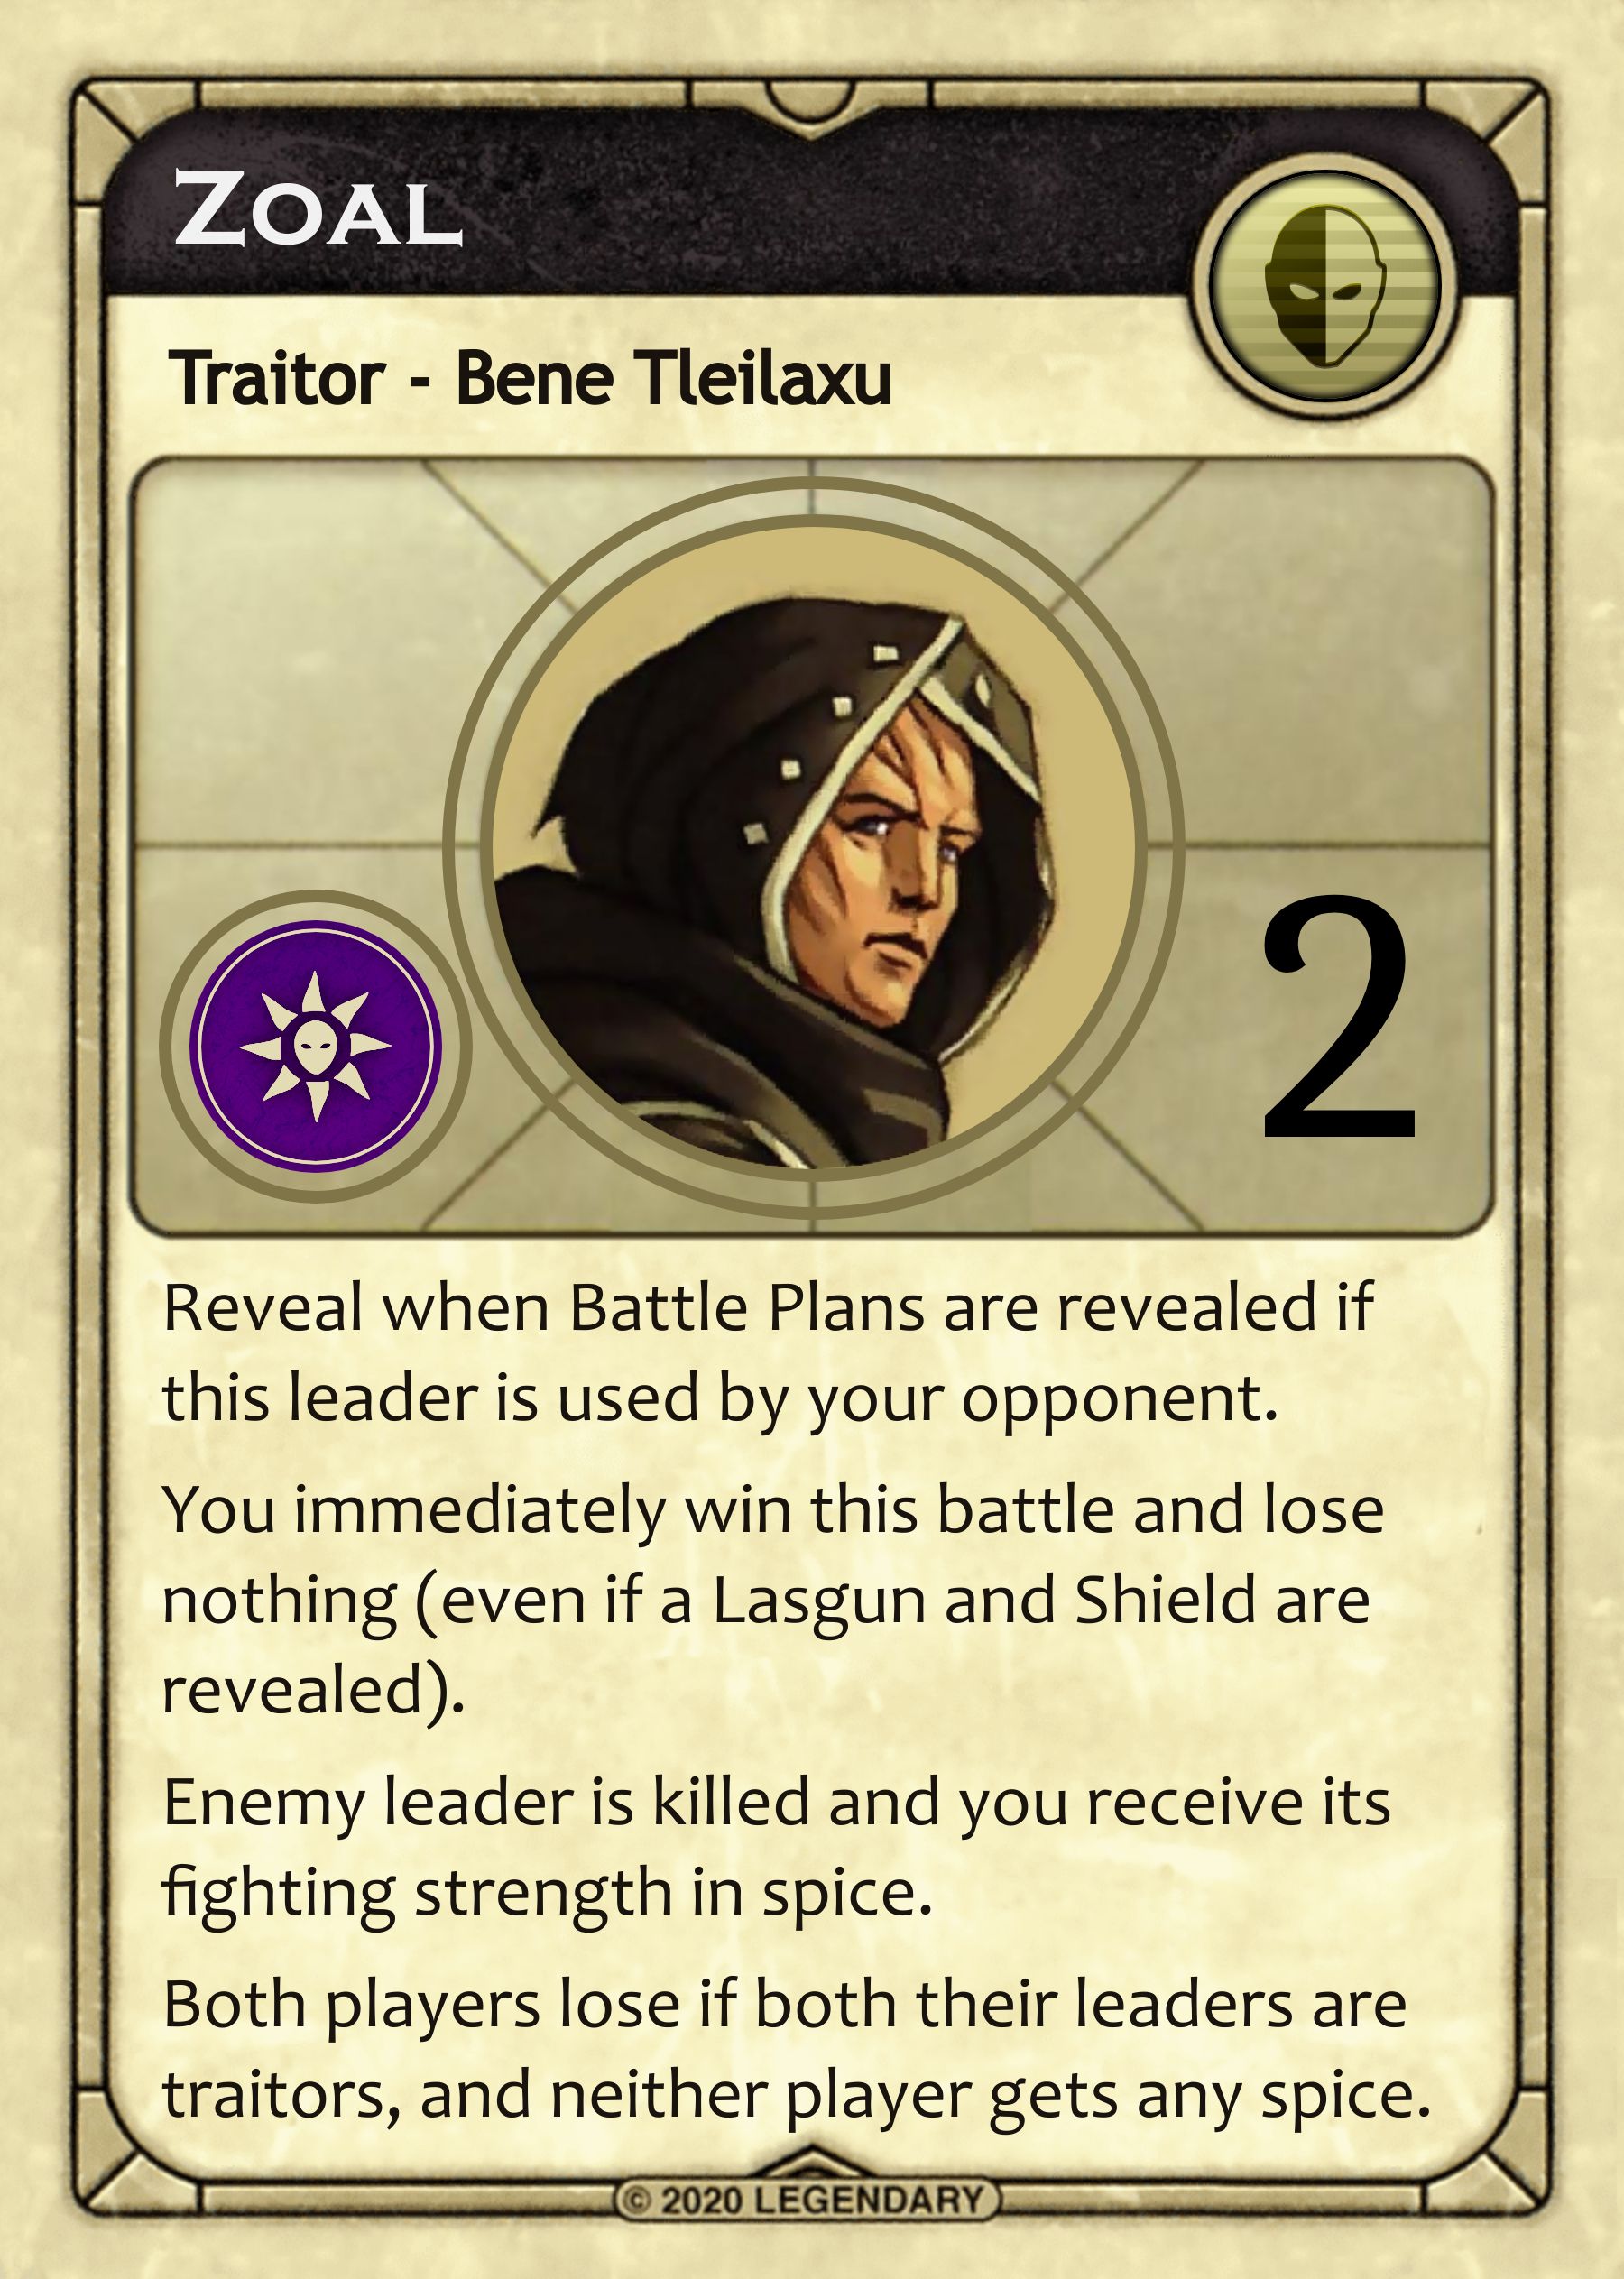 ZOAL
Traitor - Bene Tleilaxu
2
Reveal when Battle Plans are revealed if
this leader is used by your opponent.
You immediately win this battle and lose
nothing (even if a Lasgun and Shield are
revealed).
Enemy leader is killed and you receive its
fighting strength in spice.
Both players lose if both their leaders are
traitors, and neither player gets any spice.
© 2020 LEGENDARY